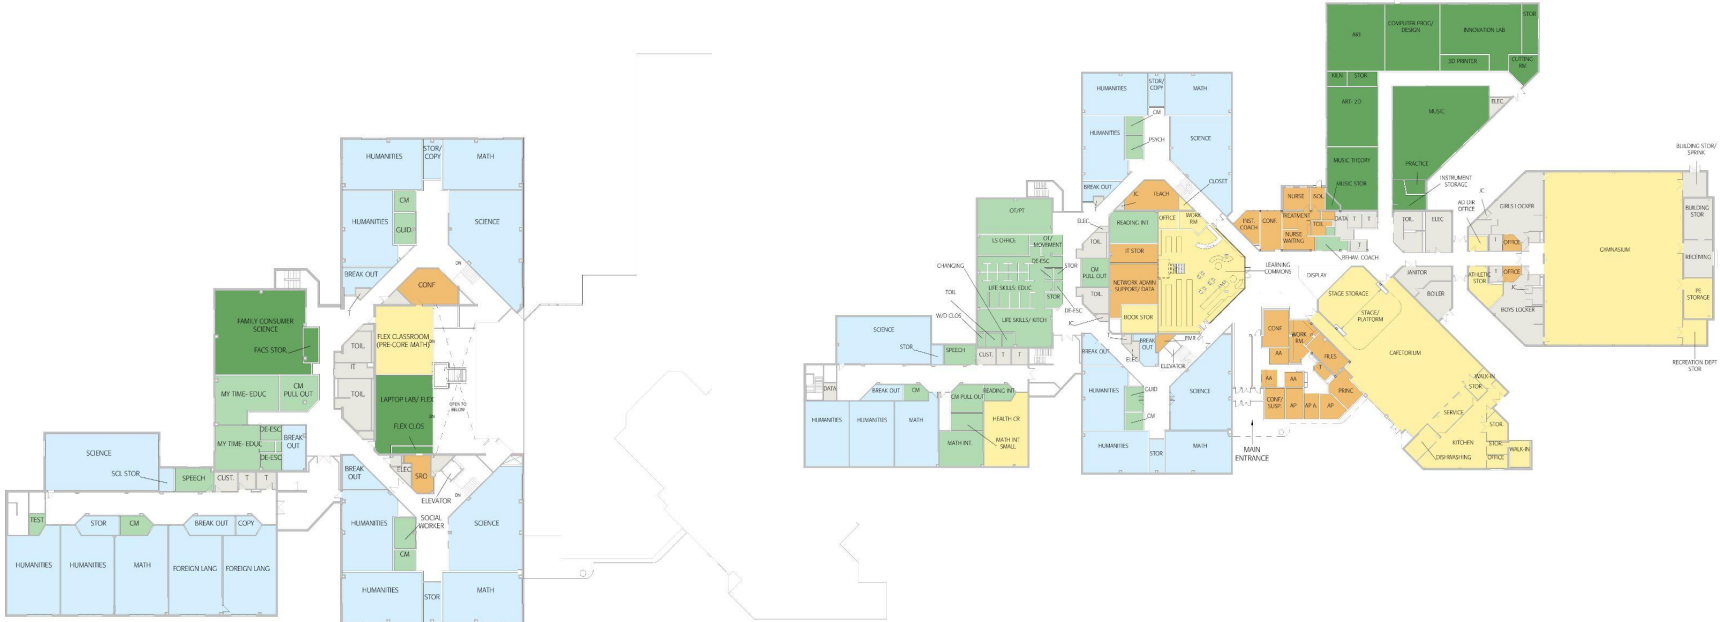 HUMANITIES
STOR/
COPY
MATH
HUMANITIES
CM
GUID.
SCIENCE
BREAK OUT
DN
CONF
FAMILY CONSUMER
SCIENCE
FACS STOR
TOIL.
FLEX CLASSROOM
(PRE-CORE MATH)
DN
IT
MY TIME- EDUC
CM
PULL OUT
TOIL.
LAPTOP LAB/ FLEX
OPEN TO
BELOW
DN
FLEX CLOS
MY TIME- EDUC
DE-ESC
DE-ESC
BREAK
OUT
SCIENCE
SCL STOR
SPEECH
CUST.
T
T
BREAK
OUT
ELEC
SRO
ELEVATOR
DN
TEST
STOR
CM
BREAK OUT
COPY
HUMANITIES
SOCIAL
WORKER
SCIENCE
CM
HUMANITIES
HUMANITIES
MATH
FOREIGN LANG
FOREIGN LANG
HUMANITIES
STOR
MATH
HUMANITIES
STOR/
COPY
MATH
CM
HUMANITIES
PSYCH
SCIENCE
BREAK OUT
CLOSET
TEACH
OT/PT
ELEC
READING INT
OFFICE
WORK
RM
LS OFFICE
OT/
MOVEMENT
TOIL.
IT STOR
CHANGING
DE-ESC
STOR
CM
PULL OUT
LEARNING
COMMONS
LIFE SKILLS: EDUC.
NETWORK ADMIN
SUPPORT/ DATA
TOIL
STOR
TOIL.
W/D CLOS
DE-ESC
LIFE SKILLS/ KITCH
BOOK STOR
JC
SCIENCE
STOR
SPEECH
CUST.
T
T
BREAK OUT
ELEC
BREAK
OUT
EMR
ELEVATOR
DATA
BREAK OUT
CM
CM PULL OUT
READING INT
HUMANITIES
GUID
SCIENCE
HUMANITIES
HUMANITIES
MATH
MATH INT.
HEALTH CR
MATH INT
SMALL
CM
HUMANITIES
STOR
MATH
ART
COMPUTER PROG/
DESIGN
INNOVATION LAB
STOR
3D PRINTER
CUTTING
RM
KILN
STOR
ART- 2D
MUSIC
ELEC
MUSIC THEORY
PRACTICE
MUSIC STOR
INSTRUMENT
STORAGE
BUILDING STOR/
SPRINK
NURSE
ISOL
INST.
COACH
CONF.
TREATMENT
TOIL
NURSE
WAITING
DATA
T
T
T
TOIL.
ELEC
BEHAV. COACH
JC
AD DIR
OFFICE
GIRLS LOCKER
T
OFFICE
GYMNASIUM
BUILDING
STOR
RECEIVING
DISPLAY
JANITOR
ATHLETIC
STOR
T
OFFICE
BOILER
JC
BOYS LOCKER
PE
STORAGE
STAGE STORAGE
STAGE/
PLATFORM
CONF
WORK
RM.
AA
FILES
T
CAFETORIUM
RECREATION DEPT
STOR
AA
AA
PRINC
CONF/
SUSP.
AP
AP A
AP
WALK-IN
STOR
SERVICE
STOR
MAIN
ENTRANCE
KITCHEN
STOR
DISHWASHING
OFFICE
WALK-IN